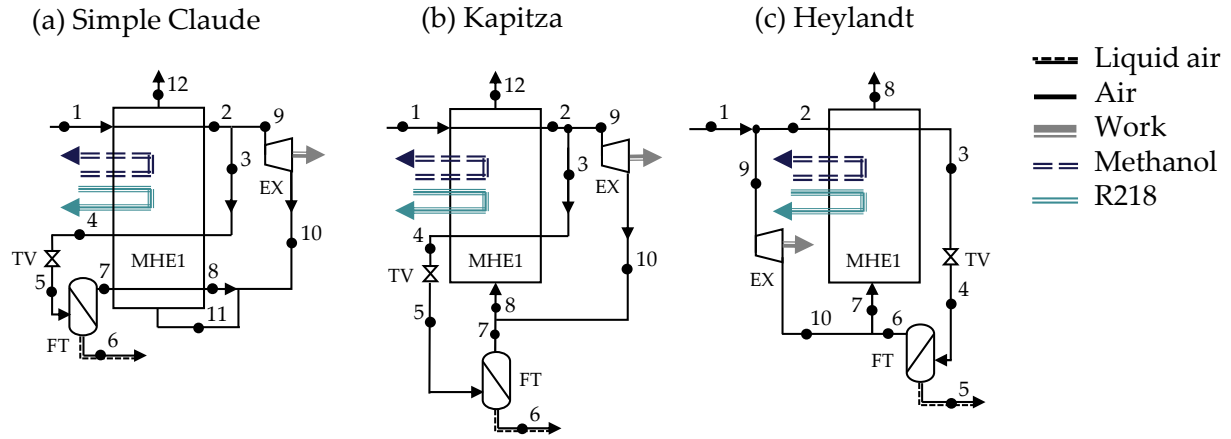 (a) Simple Claude
12
1
2
9
3
EX
4
10
TV
MHE1
5
7
8
11
FT
6
(b) Kapitza
12
1
2
9
3
EX
4
10
TV
MHE1
5
8
7
FT
6
(c) Heylandt
8
1
2
9
3
EX
MHE1
TV
4
7
10
6
FT
5
Liquid air
Air
Work
Methanol
R218